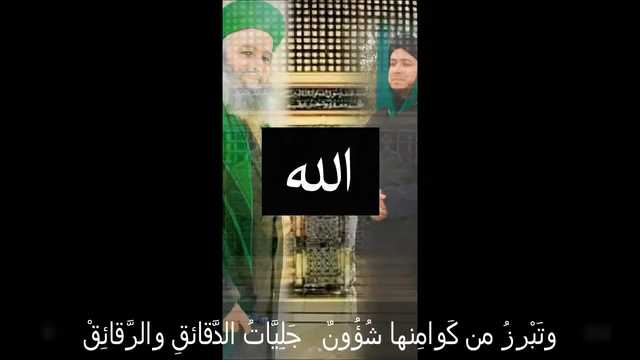 الله
وتَبْرزُ من كَوامِنها شُؤُونٌ جَلِيَّاتُ الدَّقائقِ والرَّقائِقْ